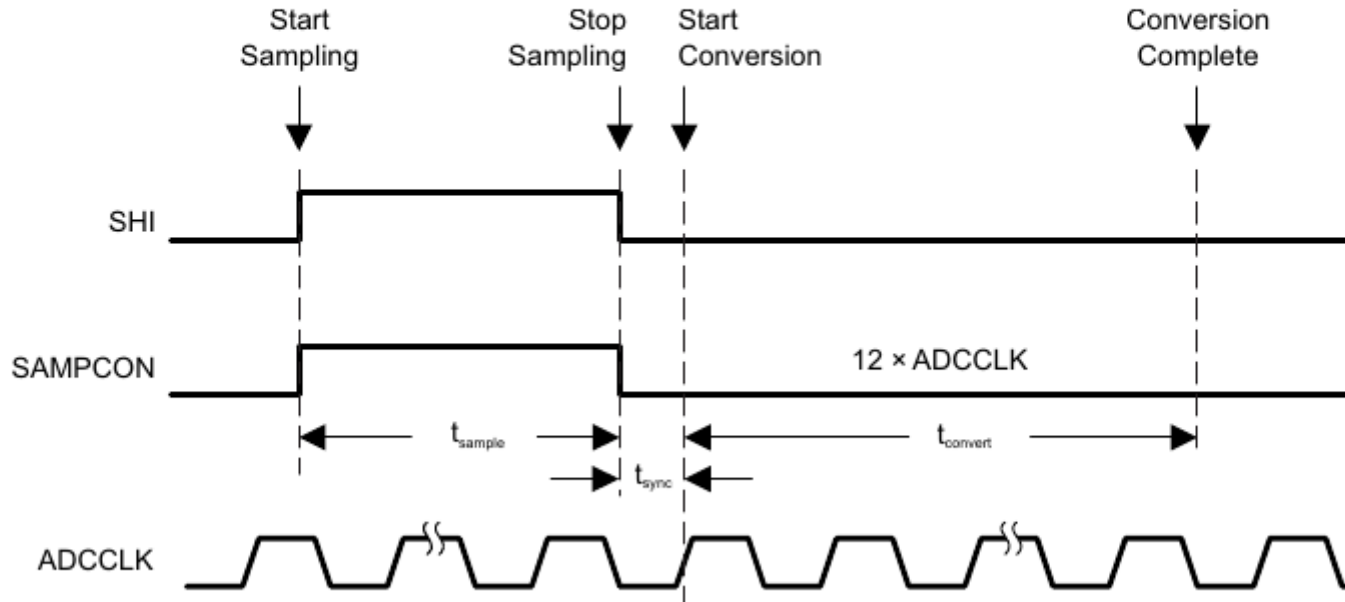 Start
Sampling
Stop
Sampling
Start
Conversion
Conversion
Complete
SHI
SAMPCON
12 × ADCCLK
tsample
tconvert
tsync
ADCCLK